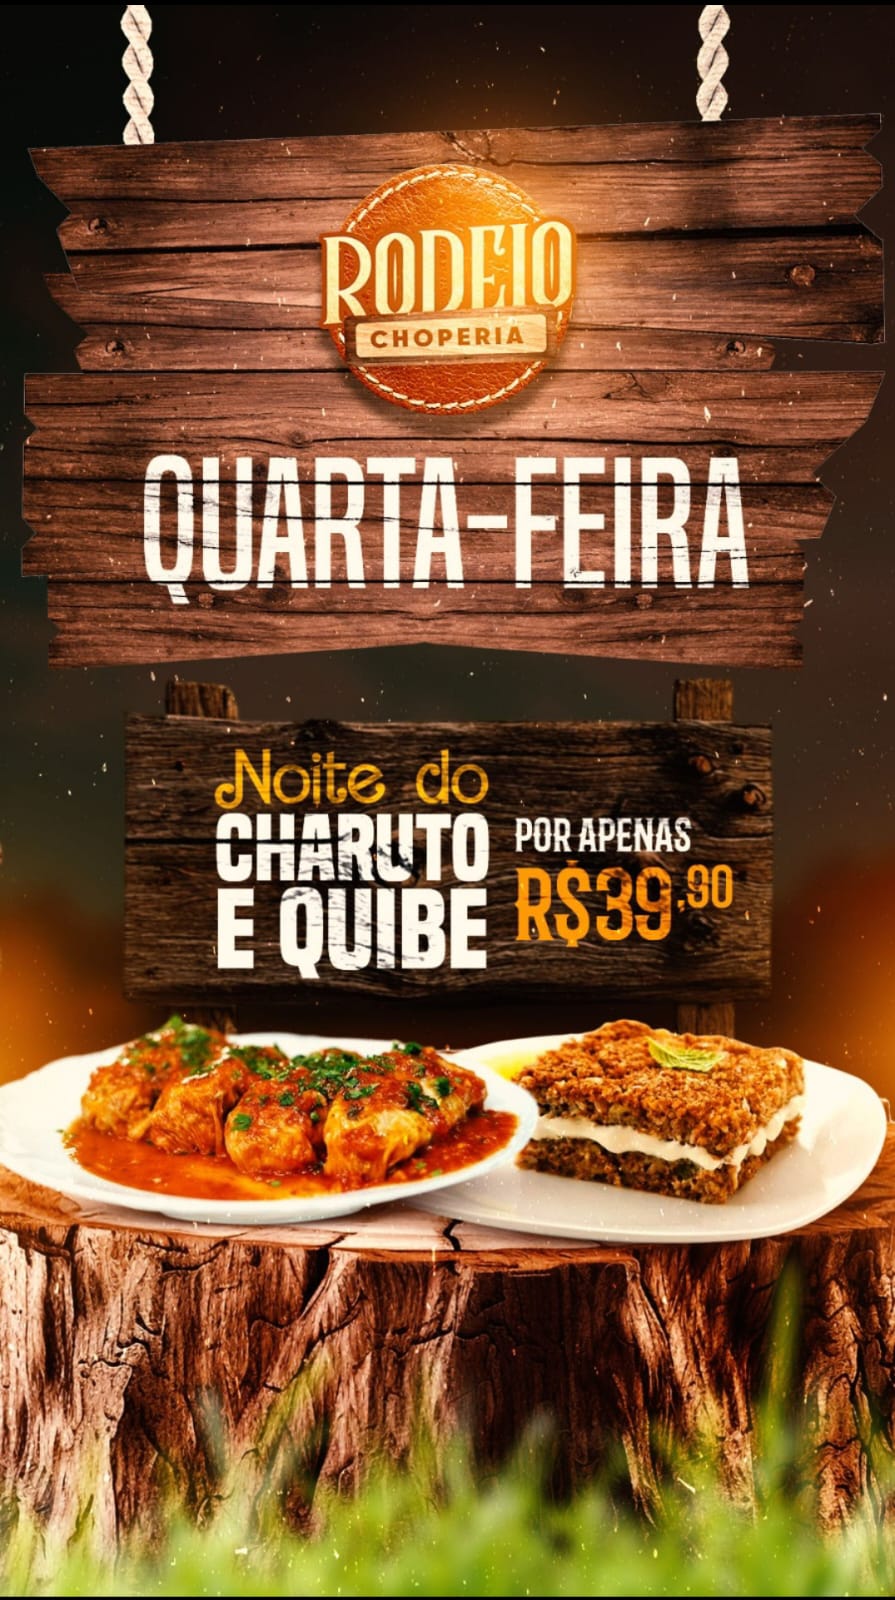 RODEIO
CHOPERIA
QUARTA-FEIRA
Noite do
CHARUTO
E QUIBE
POR APENAS
R$39,90